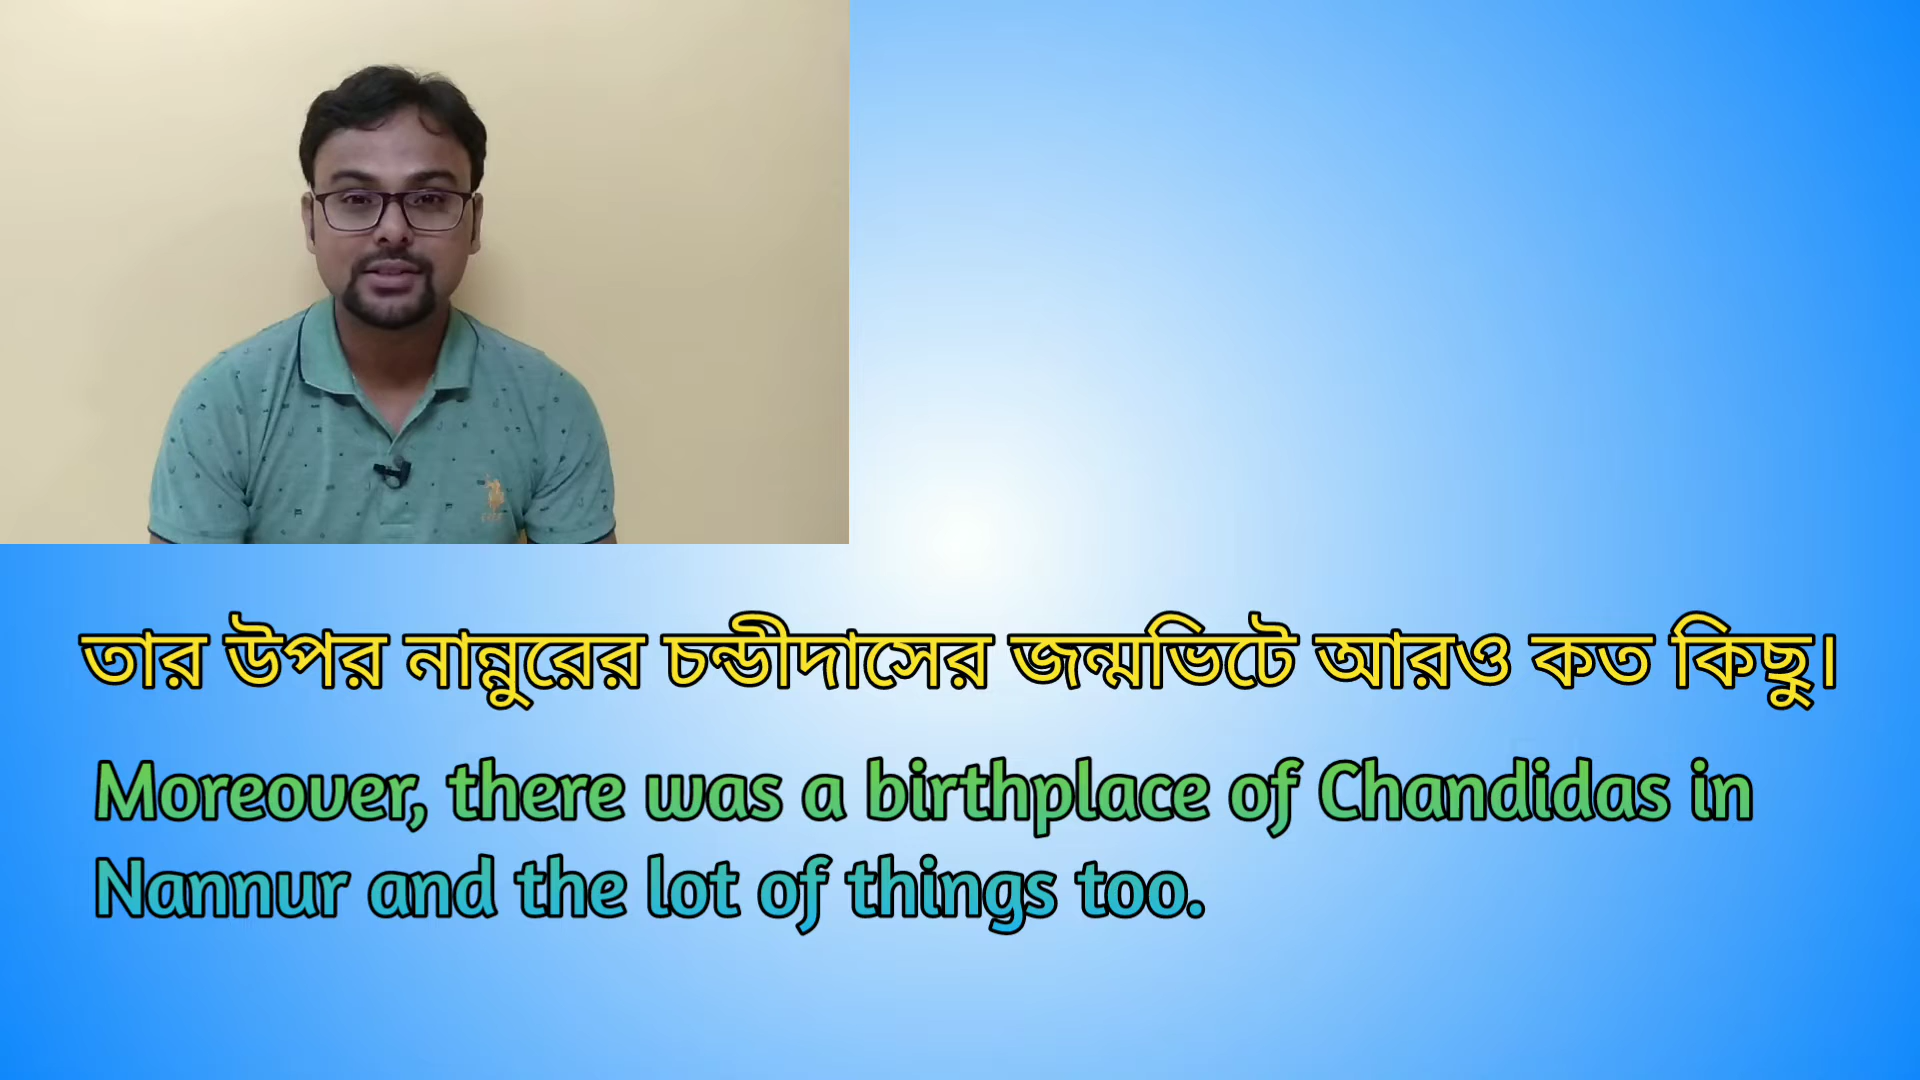 তার উপর নান্নুরের চন্ডীদাসের জন্মভিটে আরও কত কিছু।
Moreover, there was a birthplace of Chandidas in
Nannur and the lot of things too.